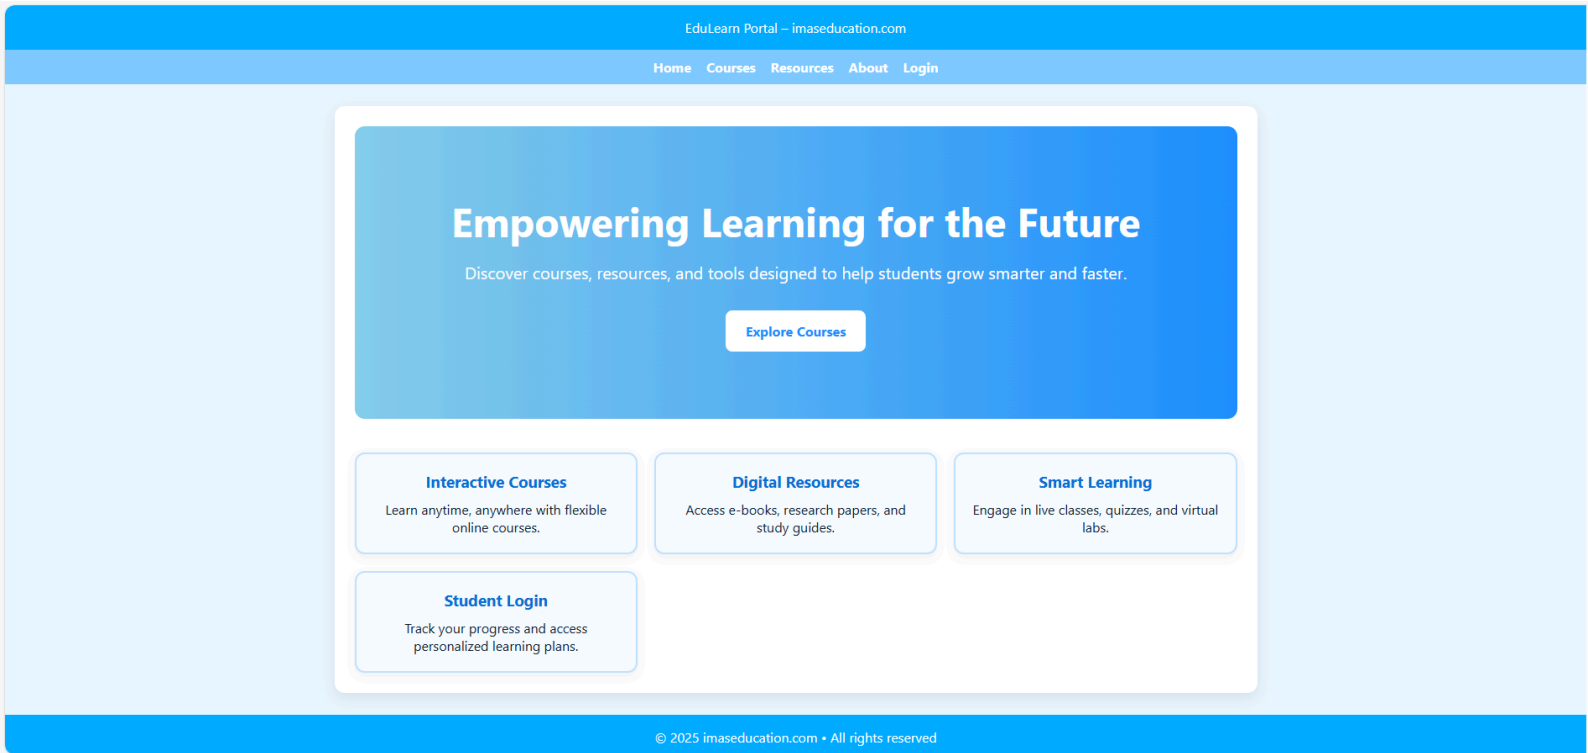 EduLearn Portal – imaseducation.com
Home Courses Resources About Login
Empowering Learning for the Future
Discover courses, resources, and tools designed to help students grow smarter and faster.
Explore Courses
Interactive Courses
Learn anytime, anywhere with flexible
online courses.
Digital Resources
Access e-books, research papers, and
study guides.
Smart Learning
Engage in live classes, quizzes, and virtual
labs.
Student Login
Track your progress and access
personalized learning plans.
© 2025 imaseducation.com • All rights reserved